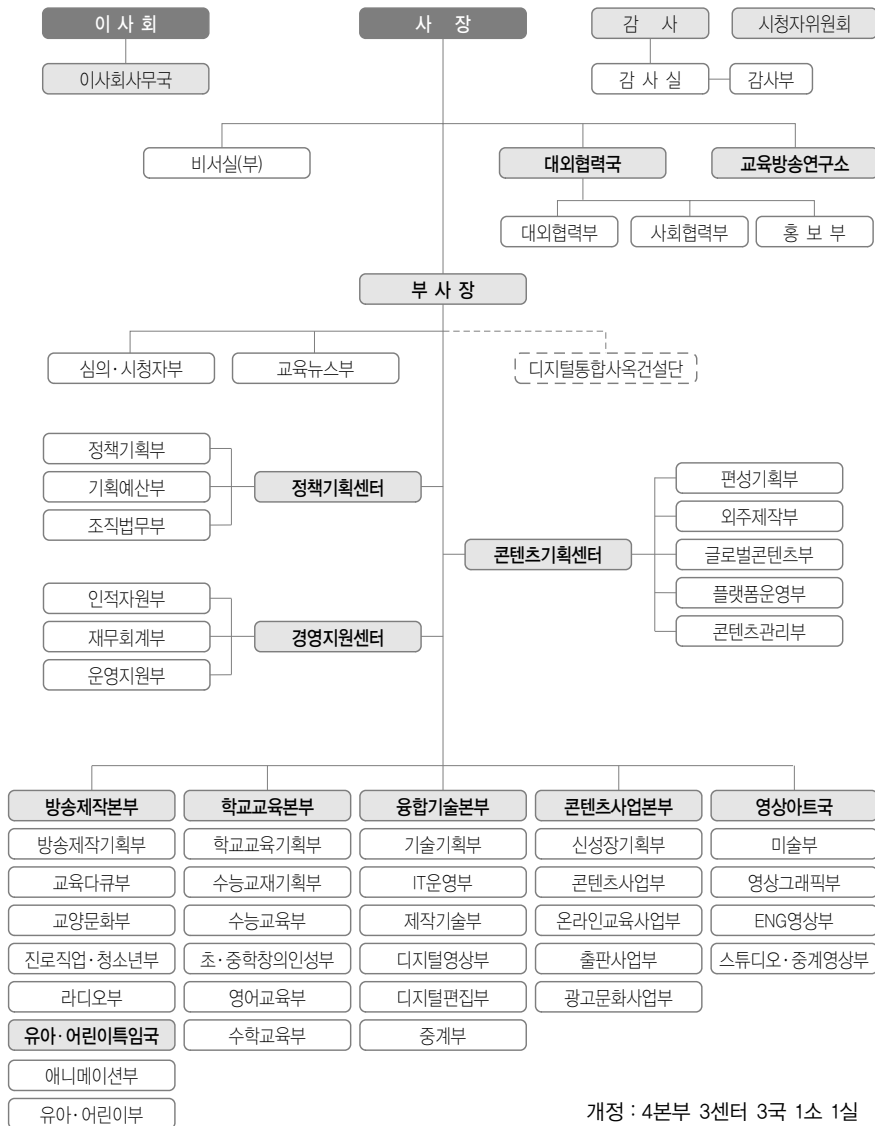 이 사 회
사 장
감 사
시청자위원회
이사회사무국
감 사 실
감사부
비서실(부)
대외협력국
교육방송연구소
대외협력부
사회협력부
홍 보 부
부 사 장
심의·시청자부
교육뉴스부
디지털통합사옥건설단
정책기획부
기획예산부
조직법무부
정책기획센터
편성기획부
외주제작부
글로벌콘텐츠부
플랫폼운영부
콘텐츠관리부
콘텐츠기획센터
인적자원부
재무회계부
운영지원부
경영지원센터
방송제작본부
방송제작기획부
교육다큐부
교양문화부
진로직업·청소년부
라디오부
유아·어린이특임국
애니메이션부
유아·어린이부
학교교육본부
학교교육기획부
수능교재기획부
수능교육부
초·중학창의인성부
영어교육부
수학교육부
융합기술본부
기술기획부
IT운영부
제작기술부
디지털영상부
디지털편집부
중계부
콘텐츠사업본부
신성장기획부
콘텐츠사업부
온라인교육사업부
출판사업부
광고문화사업부
영상아트국
미술부
영상그래픽부
ENG영상부
스튜디오·중계영상부
개정 : 4본부 3센터 3국 1소 1실